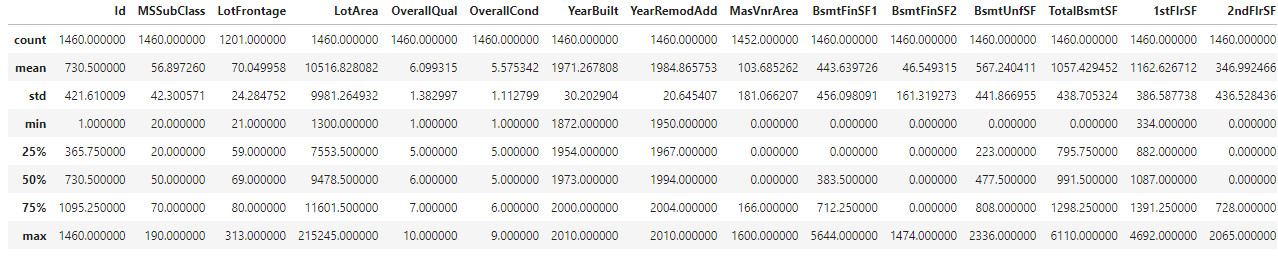 Id MSSubClass LotFrontage LotArea OverallQual OverallCond YearBuilt YearRemodAdd MasVnrArea BsmtFinSF1 BsmtFinSF2 BsmtUnfSF TotalBsmtSF 1stFlrSF 2ndFlrSF
count 1460.000000 1460.000000 1201.000000 1460.000000 1460.000000 1460.000000 1460.000000 1460.000000 1452.000000 1460.000000 1460.000000 1460.000000 1460.000000 1460.000000 1460.000000
mean 730.500000 56.897260 70.049958 10516.828082 6.099315 5.575342 1971.267808 1984.865753 103.685262 443.639726 46.549315 567.240411 1057.429452 1162.626712 346.992466
std 421.610009 42.300571 24.284752 9981.264932 1.382997 1.112799 30.202904 20.645407 181.066207 456.098091 161.319273 441.866955 438.705324 386.587738 436.528436
min 1.000000 20.000000 21.000000 1300.000000 1.000000 1.000000 1872.000000 1950.000000 0.000000 0.000000 0.000000 0.000000 0.000000 334.000000 0.000000
25% 365.750000 20.000000 59.000000 7553.500000 5.000000 5.000000 1954.000000 1967.000000 0.000000 0.000000 0.000000 223.000000 795.750000 882.000000 0.000000
50% 730.500000 50.000000 69.000000 9478.500000 6.000000 5.000000 1973.000000 1994.000000 0.000000 383.500000 0.000000 477.500000 991.500000 1087.000000 0.000000
75% 1095.250000 70.000000 80.000000 11601.500000 7.000000 6.000000 2000.000000 2004.000000 166.000000 712.250000 0.000000 808.000000 1298.250000 1391.250000 728.000000
max 1460.000000 190.000000 313.000000 215245.000000 10.000000 9.000000 2010.000000 2010.000000 1600.000000 5644.000000 1474.000000 2336.000000 6110.000000 4692.000000 2065.000000